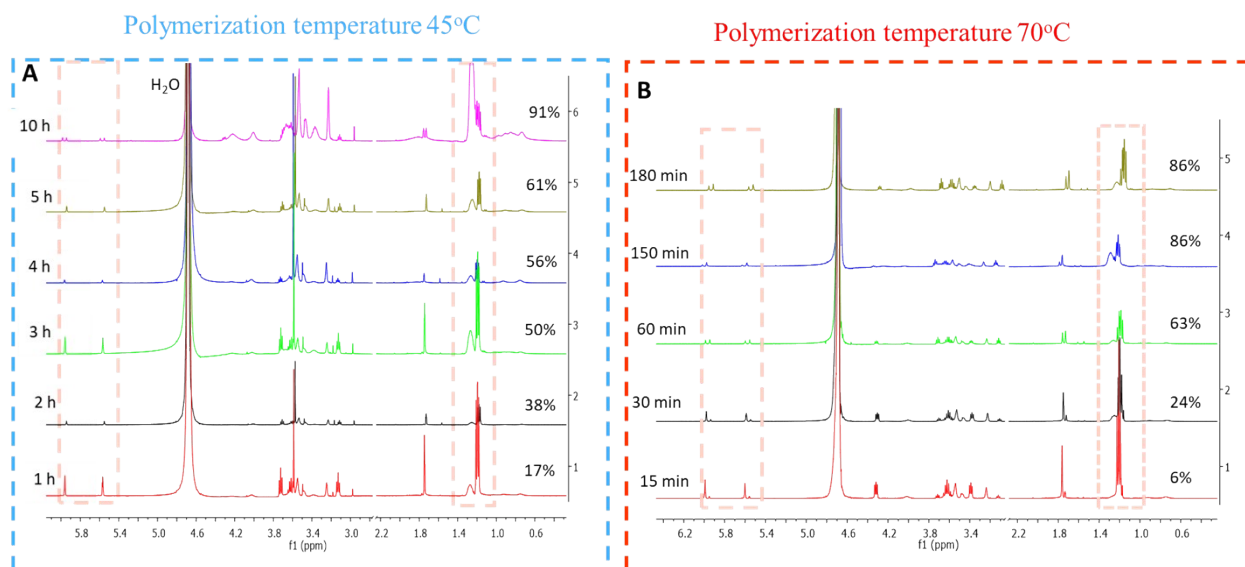 Polymerization temperature 45°C
Polymerization temperature 70°C
A
H₂O
10 h
91%
6
5 h
61%
5
4 h
56%
4
3 h
50%
3
2 h
38%
2
1 h
17%
1
5.8 5.4 5.0 4.6 4.2 3.8 3.4 3.0 2.2 1.8 1.4 1.0 0.6
f1 (ppm)
B
180 min
86%
5
150 min
86%
4
60 min
63%
3
30 min
24%
2
15 min
6%
1
6.2 5.8 5.4 5.0 4.6 4.2 3.8 3.4 2.2 1.8 1.4 1.0 0.6
f1 (ppm)